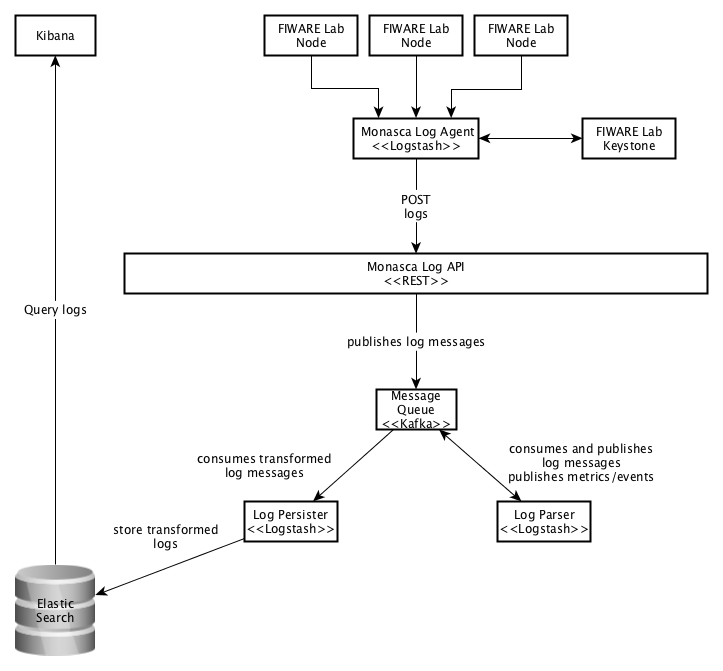 Kibana
FIWARE Lab
Node
FIWARE Lab
Node
FIWARE Lab
Node
Monasca Log Agent
<<Logstash>>
FIWARE Lab
Keystone
POST
logs
Monasca Log API
<<REST>>
Query logs
publishes log messages
Message
Queue
<<Kafka>>
consumes transformed
log messages
consumes and publishes
log messages
publishes metrics/events
Log Persister
<<Logstash>>
Log Parser
<<Logstash>>
store transformed
logs
Elastic
Search